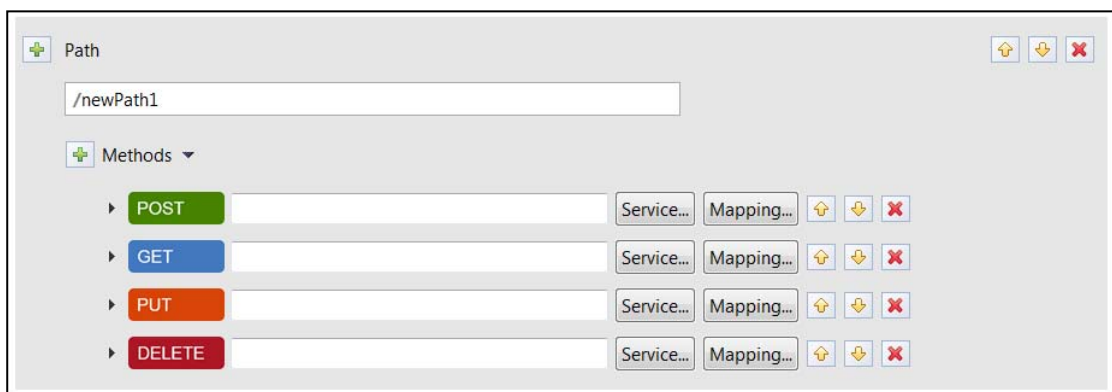 Path
/newPath1
Methods
POST Service... Mapping...
GET Service... Mapping...
PUT Service... Mapping...
DELETE Service... Mapping...